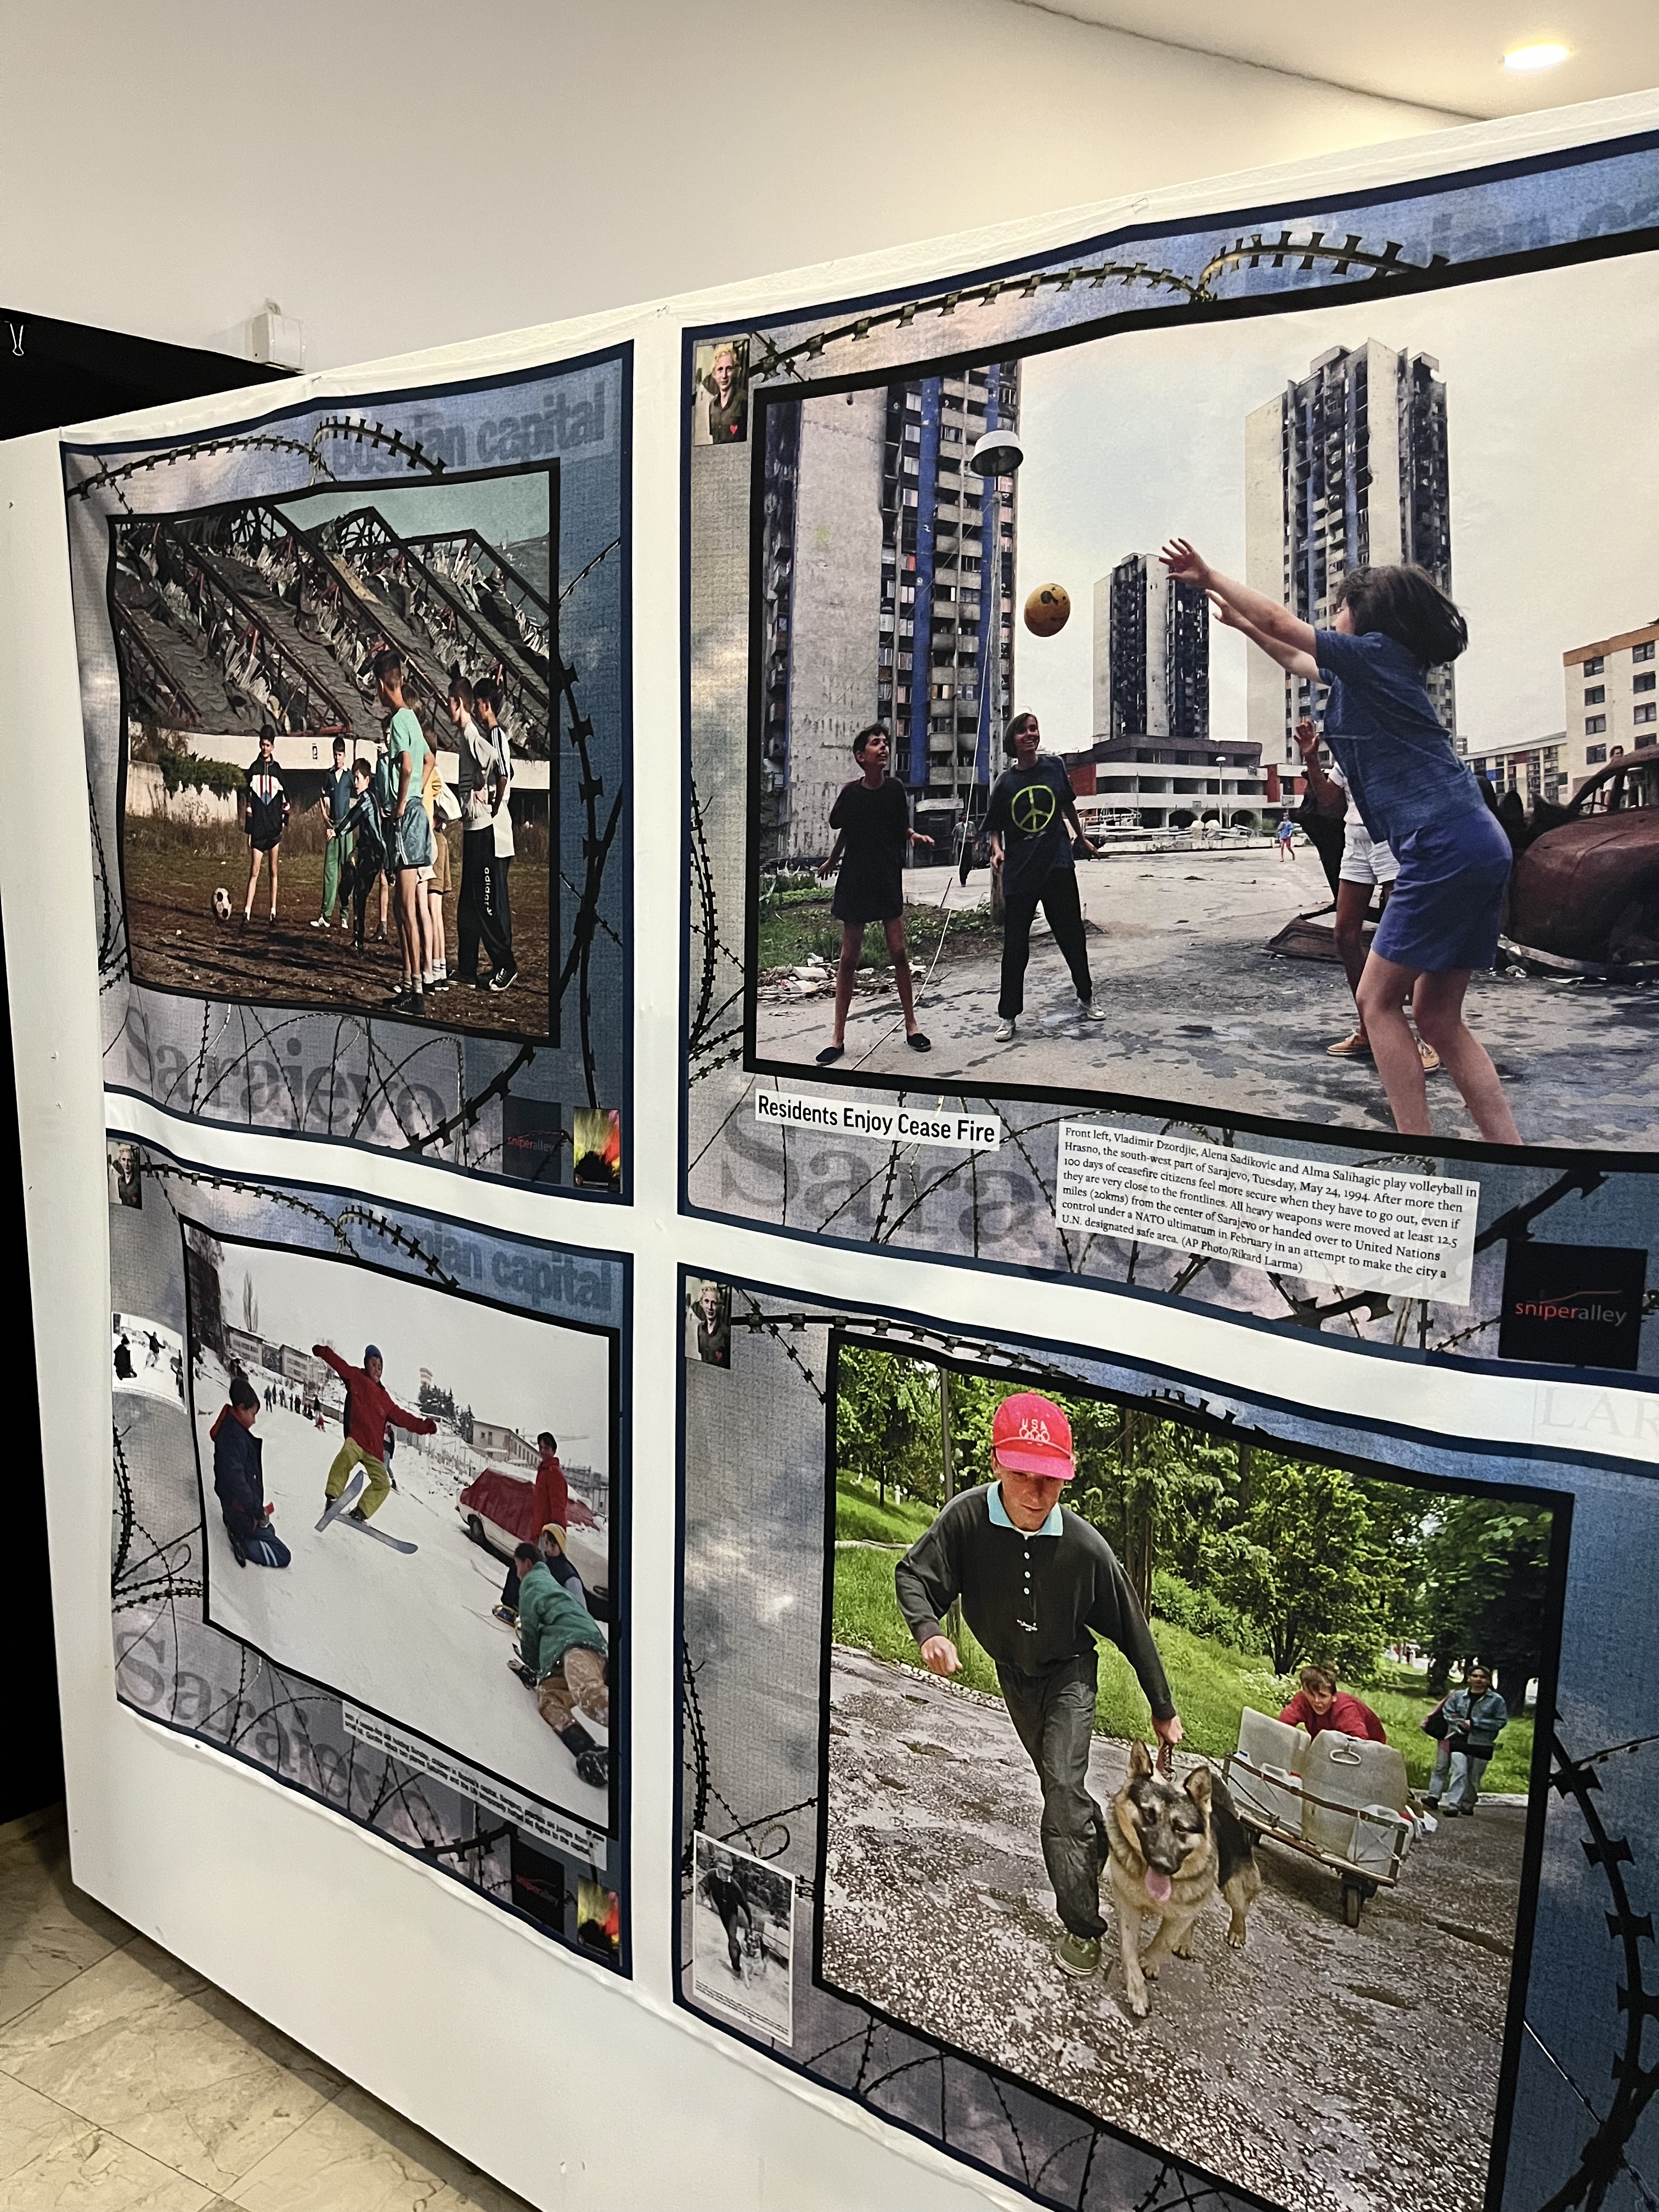 Bosnian capital
adidas
Sarajevo
sniperalley
Residents Enjoy Cease Fire
Front left, Vladimir Dzordjic, Alena Sadikovic and Alma Salihagic play volleyball in
Hrasno, the south-west part of Sarajevo, Tuesday, May 24, 1994. After more then
100 days of ceasefire citizens feel more secure when they have to go out, even if
they are very close to the frontlines. All heavy weapons were moved at least 12.5
miles (20kms) from the center of Sarajevo or handed over to United Nations
control under a NATO ultimatum in February in an attempt to make the city a
U.N. designated safe area. (AP Photo/Rikard Larma)
Sarajevo
sniperalley
Bosnian capital
Sarajevo
sniperalley
LAR
USA